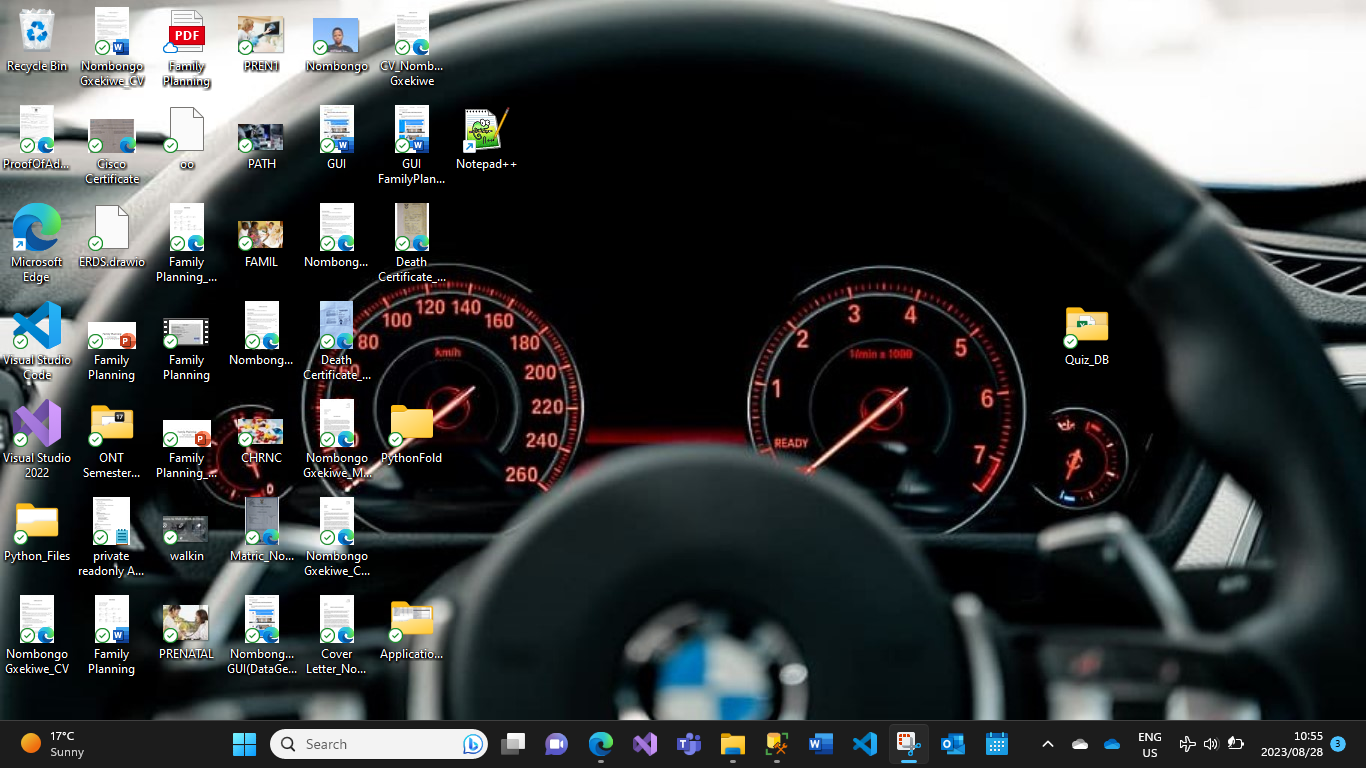 Recycle Bin
Nombongo
Gxekiwe_CV
PDF
Family
Planning
PREN1
Nombongo
CV_Nomb...
Gxekiwe
ProofOfAd...
Cisco
Certificate
oo
PATH
GUI
GUI
FamilyPlan...
Notepad++
Microsoft
Edge
ERDS.drawio
Family
Planning_...
FAMIL
Nombong...
Death
Certificate_...
Visual Studio
Code
Family
Planning
Family
Planning
Nombong...
Death
Certificate_...
Quiz_DB
Visual Studio
2022
ONT
Semester...
Family
Planning_...
CHRNC
Nombongo
Gxekiwe_M...
PythonFold
Python_Files
private
readonly A...
walkin
Matric_No...
Nombongo
Gxekiwe_C...
Nombongo
Gxekiwe_CV
Family
Planning
PRENATAL
Nombong...
GUI(DataGe...
Cover
Letter_No...
Applicatio...
80
100
120
140
160
180
200
220
240
260
km/h
0
1
2
3
4
5
6
7
1/min x 1000
READY
17°C
Sunny
Search
ENG
US
10:55
2023/08/28
3